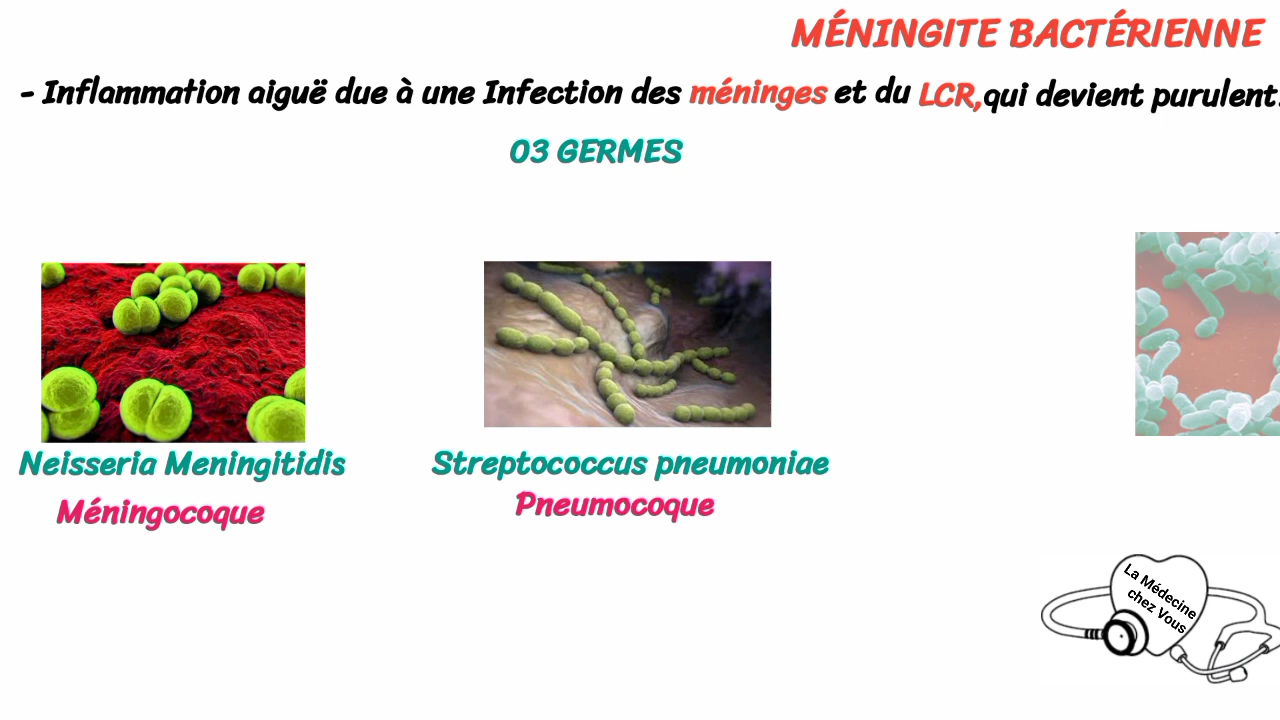 MÉNINGITE BACTÉRIENNE
- Inflammation aiguë due à une Infection des méninges et du LCR,qui devient purulent.
03 GERMES
Neisseria Meningitidis
Streptococcus pneumoniae
Méningocoque
Pneumocoque
La Médecine
chez Vous